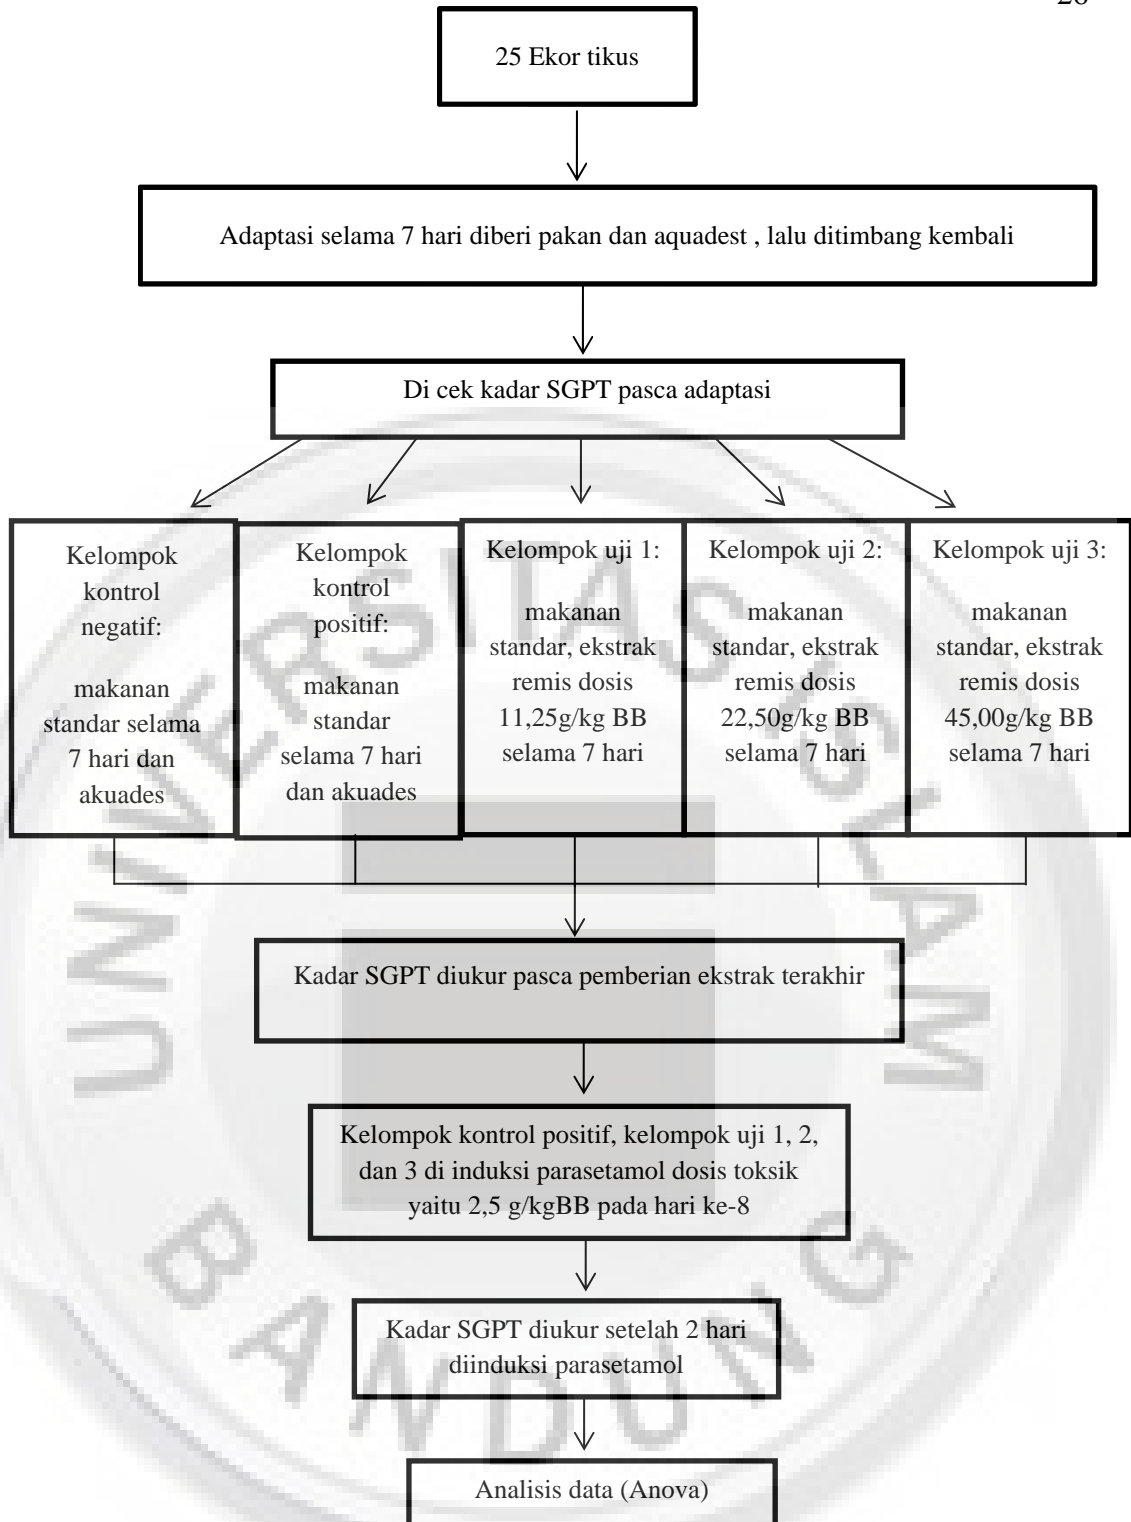 25 Ekor tikus
Adaptasi selama 7 hari diberi pakan dan aquadest , lalu ditimbang kembali
Di cek kadar SGPT pasca adaptasi
Kelompok
kontrol
negatif:
makanan
standar selama
7 hari dan
akuades
Kelompok
kontrol
positif:
makanan
standar
selama 7 hari
dan akuades
Kelompok uji 1:
makanan
standar, ekstrak
remis dosis
11,25g/kg BB
selama 7 hari
Kelompok uji 2:
makanan
standar, ekstrak
remis dosis
22,50g/kg BB
selama 7 hari
Kelompok uji 3:
makanan
standar, ekstrak
remis dosis
45,00g/kg BB
selama 7 hari
Kadar SGPT diukur pasca pemberian ekstrak terakhir
Kelompok kontrol positif, kelompok uji 1, 2,
dan 3 di induksi parasetamol dosis toksik
yaitu 2,5 g/kgBB pada hari ke-8
Kadar SGPT diukur setelah 2 hari
diinduksi parasetamol
Analisis data (Anova)
UNIVERSITAS ISLAM
BANDUNG